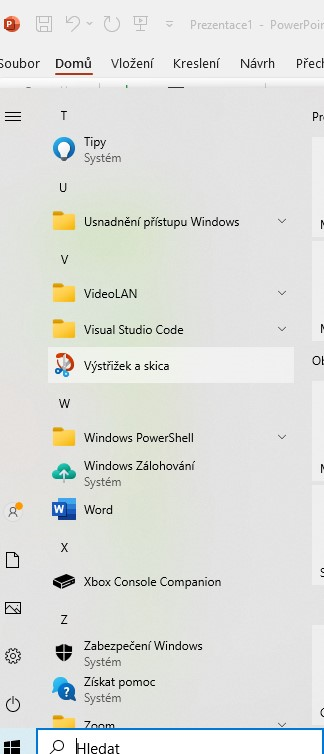 Prezentace1 - PowerPoin
Soubor Domů Vložení Kreslení Návrh Přech
T
Tipy
Systém
U
Usnadnění přístupu Windows
V
VideoLAN
Visual Studio Code
Výstřižek a skica
W
Windows PowerShell
Windows Zálohování
Systém
Word
X
Xbox Console Companion
Z
Zabezpečení Windows
Systém
Získat pomoc
Systém
Zoom
Hledat